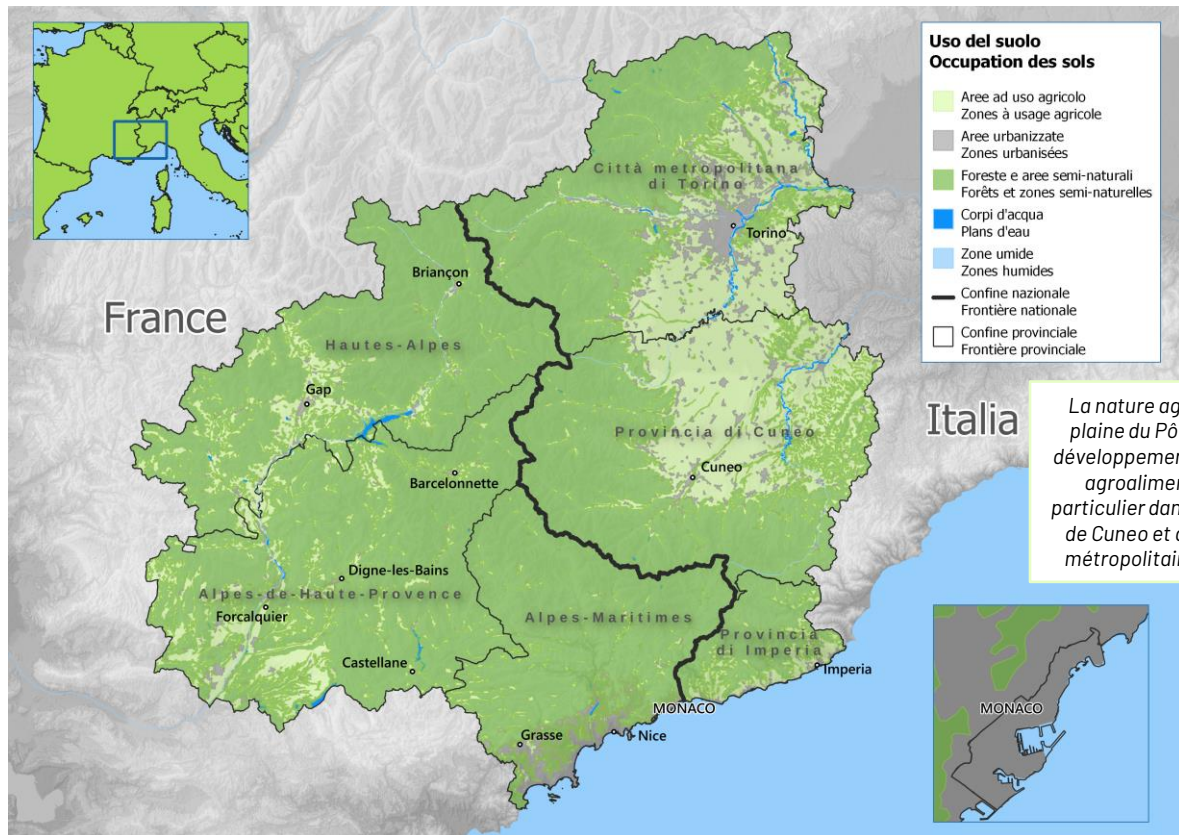 Uso del suolo
Occupation des sols
Aree ad uso agricolo
Zones à usage agricole
Aree urbanizzate
Zones urbanisées
Foreste e aree semi-naturali
Forêts et zones semi-naturelles
Corpi d'acqua
Plans d'eau
Zone umide
Zones humides
Confine nazionale
Frontière nationale
Confine provinciale
Frontière provinciale
Città metropolitana
di Torino
Torino
Briançon
France
Hautes-Alpes
Gap
Italia
Provincia di Cuneo
Cuneo
Barcelonnette
La nature ag
plaine du Pô
développemen
agroalimen
particulier dan
de Cuneo et d
métropolitai
Digne-les-Bains
Alpes-de-Haute-Provence
Forcalquier
Alpes-Maritimes
Provincia
di Imperia
Castellane
Imperia
MONACO
Grasse
Nice
MONACO